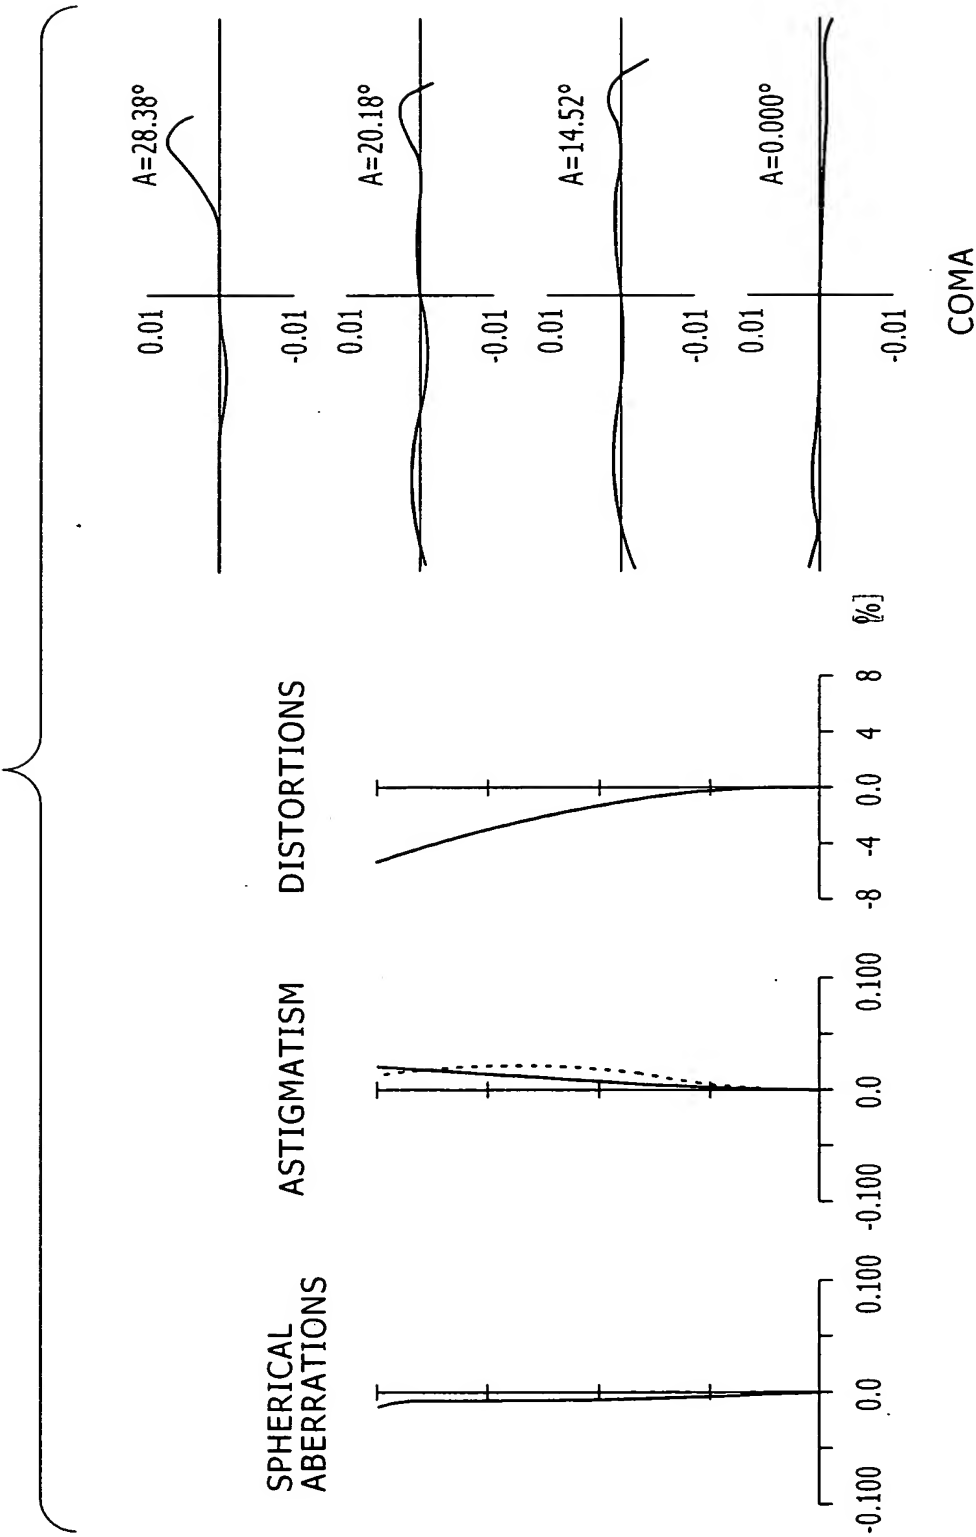 SPHERICAL
ABERRATIONS
-0.100
0.0
0.100
ASTIGMATISM
-0.100
0.0
0.100
DISTORTIONS
-8
-4
0.0
4
8
[%]
A=28.38°
0.01
-0.01
A=20.18°
0.01
-0.01
A=14.52°
0.01
-0.01
A=0.000°
0.01
-0.01
COMA